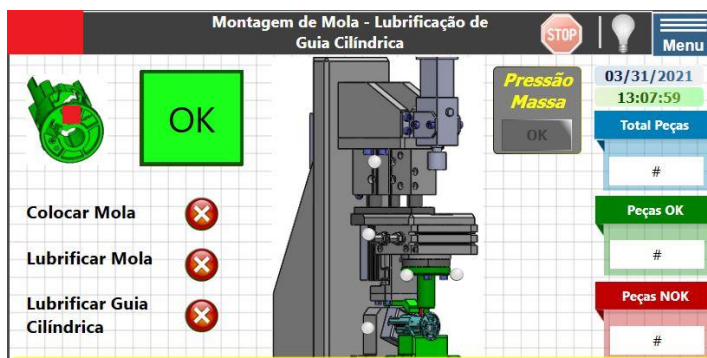 Montagem de Mola - Lubrificação de
Guia Cilíndrica
STOP
Menu
OK
Pressão
Massa
OK
03/31/2021
13:07:59
Total Peças
#
Colocar Mola
Lubrificar Mola
Lubrificar Guia
Cilíndrica
Peças OK
#
Peças NOK
#